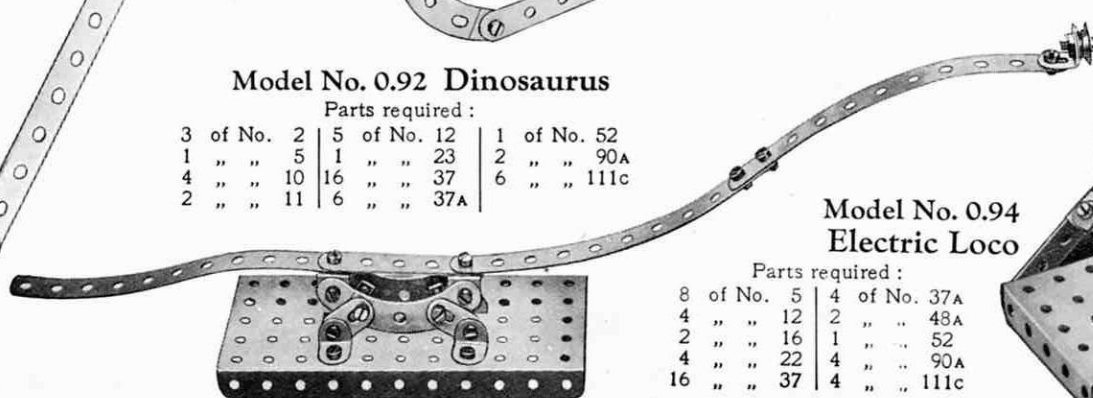 Model No. 0.92 Dinosaurus
Parts required :
3 of No. 2 | 5 of No. 12 | 1 of No. 52
1 „ „ 5 | 1 „ „ 23 | 2 „ „ 90A
4 „ „ 10 | 16 „ „ 37 | 6 „ „ 111c
2 „ „ 11 | 6 „ „ 37A
Model No. 0.94
Electric Loco
Parts required :
8 of No. 5 | 4 of No. 37A
4 „ „ 12 | 2 „ „ 48A
2 „ „ 16 | 1 „ „ 52
4 „ „ 22 | 4 „ „ 90A
16 „ „ 37 | 4 „ „ 111c